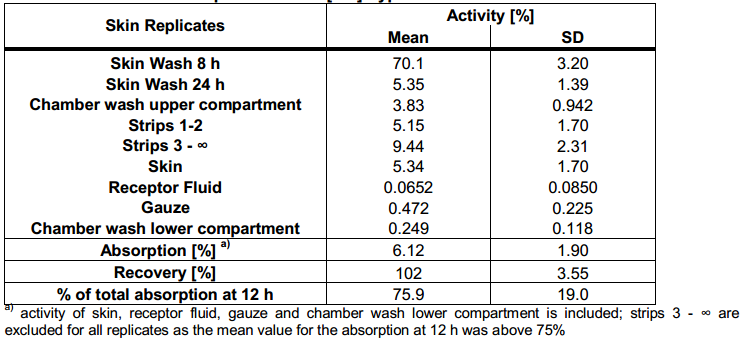 Skin Replicates Activity [%]
Mean SD
Skin Wash 8 h 70.1 3.20
Skin Wash 24 h 5.35 1.39
Chamber wash upper compartment 3.83 0.942
Strips 1-2 5.15 1.70
Strips 3 - ∞ 9.44 2.31
Skin 5.34 1.70
Receptor Fluid 0.0652 0.0850
Gauze 0.472 0.225
Chamber wash lower compartment 0.249 0.118
Absorption [%] a) 6.12 1.90
Recovery [%] 102 3.55
% of total absorption at 12 h 75.9 19.0
a) activity of skin, receptor fluid, gauze and chamber wash lower compartment is included; strips 3 - ∞ are
excluded for all replicates as the mean value for the absorption at 12 h was above 75%